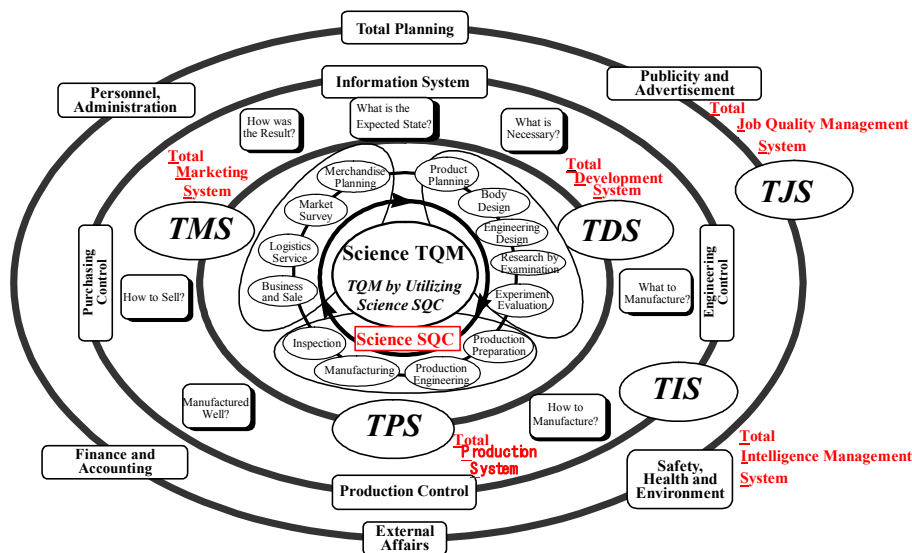 Total Planning
Personnel,
Administration
Information System
Publicity and
Advertisement
How was
the Result?
What is the
Expected State?
What is
Necessary?
Total
Job Quality Management
System
TJS
Total
Marketing
System
TMS
Merchandise
Planning
Market
Survey
Logistics
Service
Business
and Sale
Product
Planning
Body
Design
Engineering
Design
Research by
Examination
Experiment
Evaluation
Total
Development
System
TDS
Science TQM
TQM by Utilizing
Science SQC
Science SQC
Purchasing
Control
How to Sell?
What to
Manufacture?
Engineering
Control
Inspection
Manufacturing
Production
Engineering
Production
Preparation
Manufactured
Well?
TPS
Total
Production
System
How to
Manufacture?
TIS
Total
Intelligence Management
System
Finance and
Accounting
Production Control
Safety,
Health and
Environment
External
Affairs